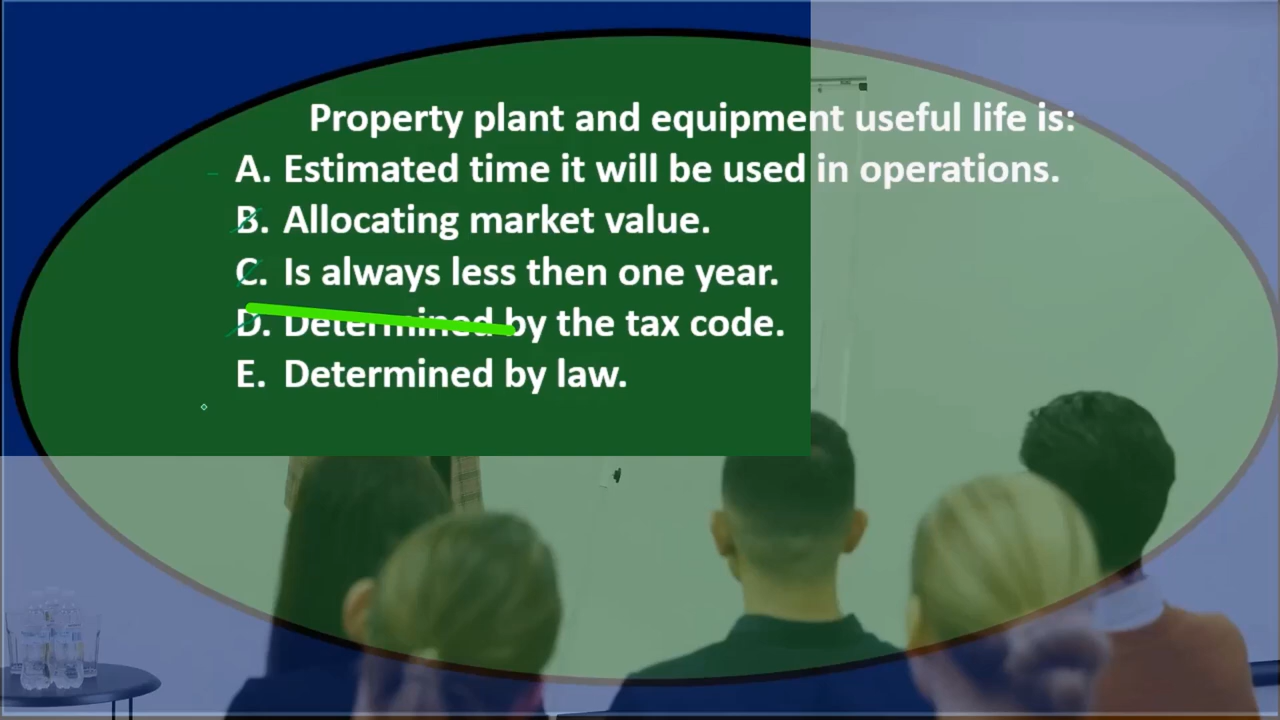 Property plant and equipment useful life is:
A. Estimated time it will be used in operations.
B. Allocating market value.
C. Is always less then one year.
D. Determined by the tax code.
E. Determined by law.